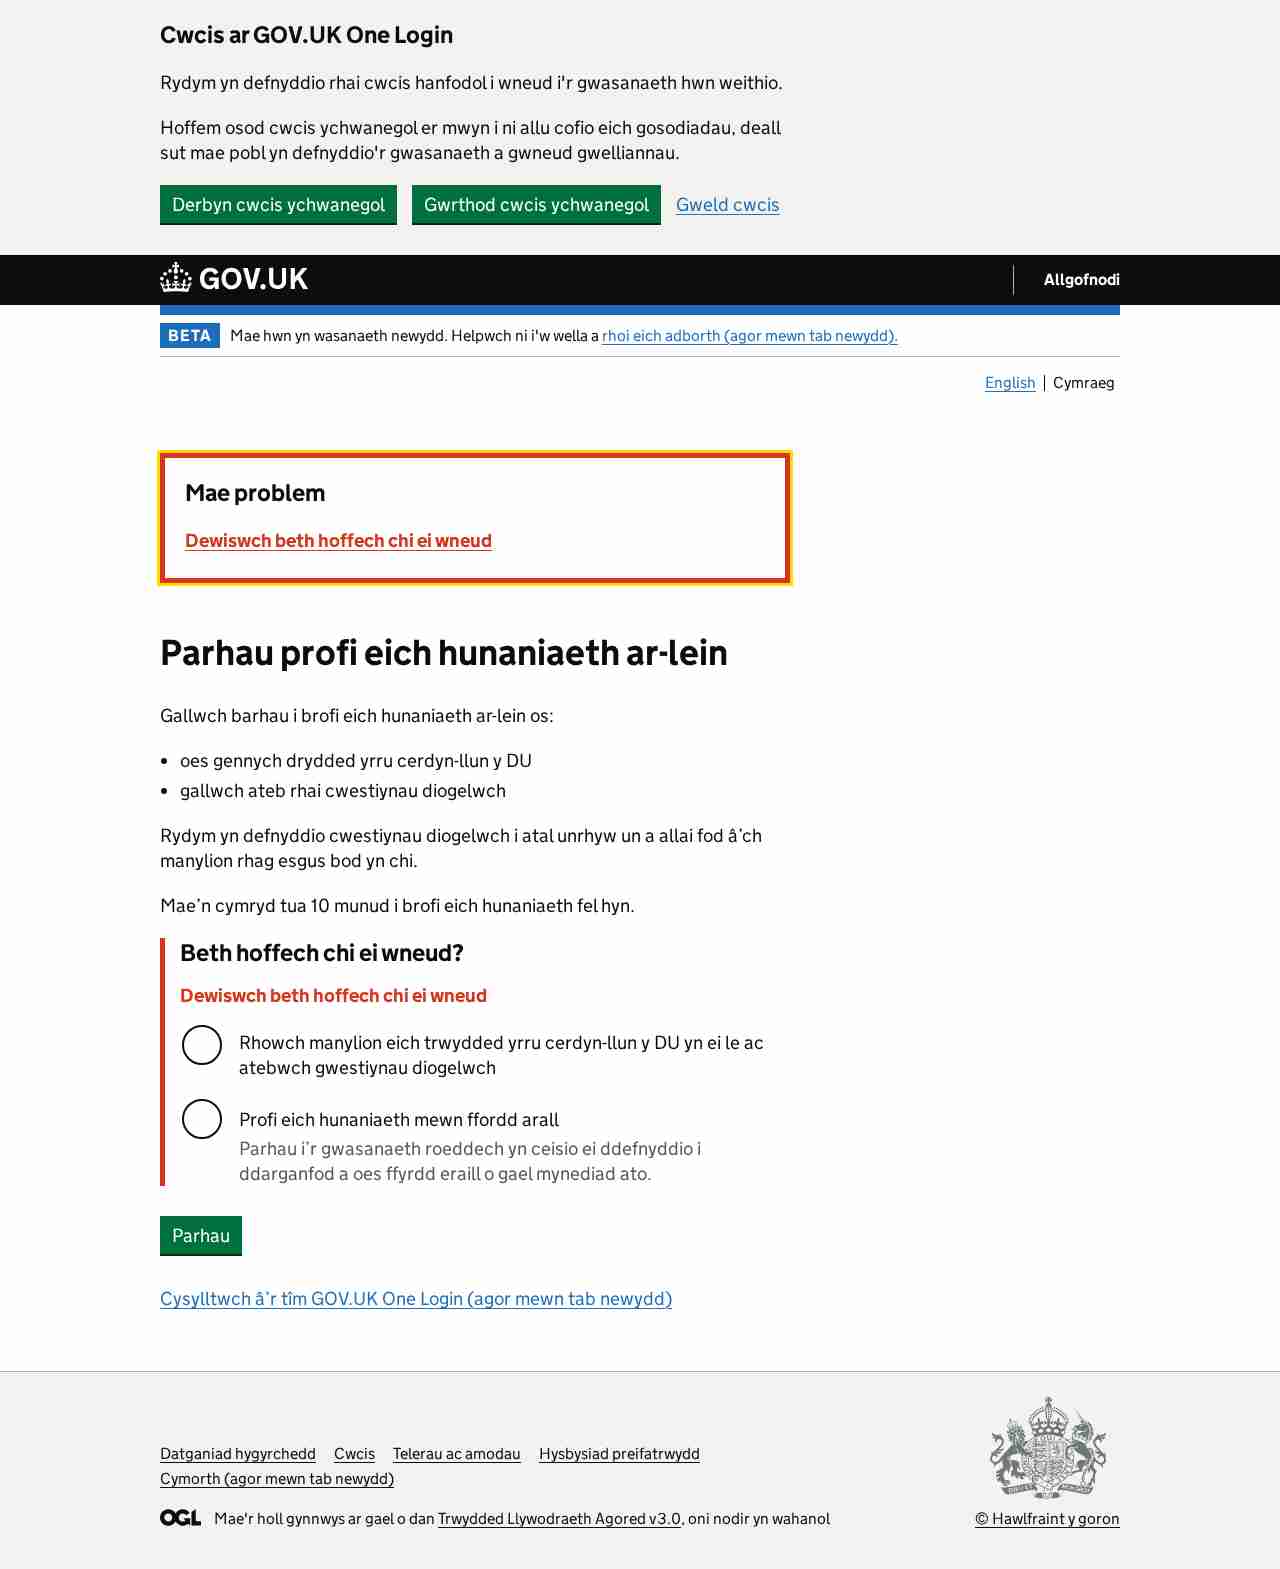 Cwcis ar GOV.UK One Login
Rydym yn defnyddio rhai cwcis hanfodol i wneud i'r gwasanaeth hwn weithio.
Hoffem osod cwcis ychwanegol er mwyn i ni allu cofio eich gosodiadau, deall
sut mae pobl yn defnyddio'r gwasanaeth a gwneud gwelliannau.
Derbyn cwcis ychwanegol Gwrthod cwcis ychwanegol Gweld cwcis
GOV.UK Allgofnodi
BETA Mae hwn yn wasanaeth newydd. Helpwch ni i'w wella a rhoi eich adborth (agor mewn tab newydd).
English | Cymraeg
Mae problem
Dewiswch beth hoffech chi ei wneud
Parhau profi eich hunaniaeth ar-lein
Gallwch barhau i brofi eich hunaniaeth ar-lein os:
• oes gennych drydded yrru cerdyn-llun y DU
• gallwch ateb rhai cwestiynau diogelwch
Rydym yn defnyddio cwestiynau diogelwch i atal unrhyw un a allai fod â’ch
manylion rhag esgus bod yn chi.
Mae’n cymryd tua 10 munud i brofi eich hunaniaeth fel hyn.
Beth hoffech chi ei wneud?
Dewiswch beth hoffech chi ei wneud
Rhowch manylion eich trwydded yrru cerdyn-llun y DU yn ei le ac
atebwch gwestiynau diogelwch
Profi eich hunaniaeth mewn ffordd arall
Parhau i’r gwasanaeth roeddech yn ceisio ei ddefnyddio i
ddarganfod a oes ffyrdd eraill o gael mynediad ato.
Parhau
Cysylltwch â’r tîm GOV.UK One Login (agor mewn tab newydd)
Datganiad hygyrchedd Cwcis Telerau ac amodau Hysbysiad preifatrwydd
Cymorth (agor mewn tab newydd)
OGL Mae'r holl gynnwys ar gael o dan Trwydded Llywodraeth Agored v3.0, oni nodir yn wahanol
© Hawlfraint y goron